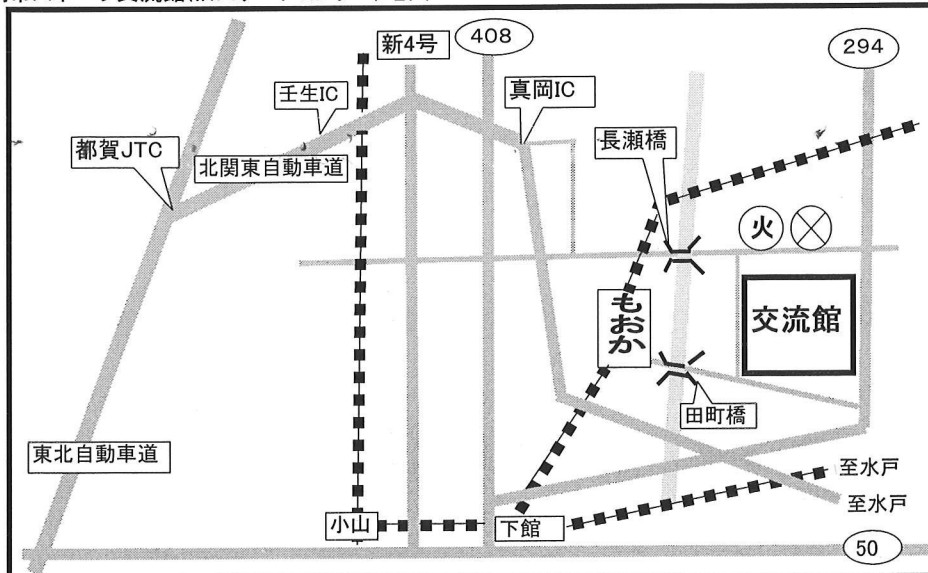 新4号
408
294
壬生IC
真岡IC
長瀬橋
都賀JTC
北関東自動車道
火
もおか
交流館
田町橋
東北自動車道
至水戸
至水戸
小山
下館
50